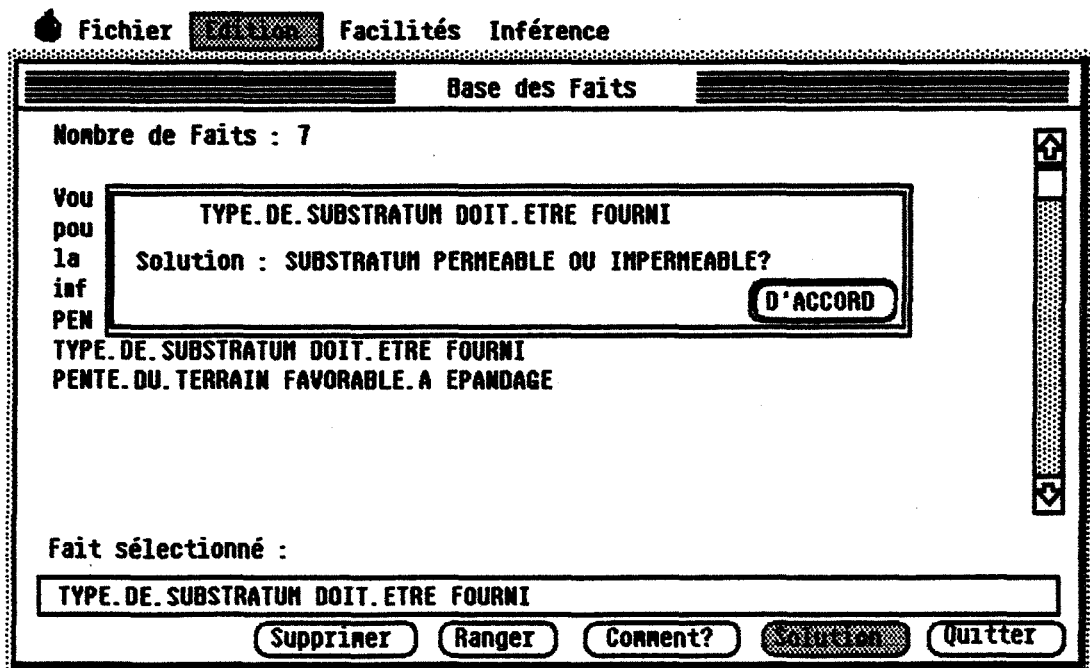 Fichier Edition Facilités Inférence
Base des Faits
Nombre de Faits : 7
Vou
pou
la
inf
PEN
TYPE.DE.SUBSTRATUM DOIT.ETRE FOURNI
Solution : SUBSTRATUM PERMEABLE OU IMPERMEABLE?
D'ACCORD
TYPE.DE.SUBSTRATUM DOIT.ETRE FOURNI
PENTE.DU.TERRAIN FAVORABLE.A EPANDAGE
Fait sélectionné :
TYPE.DE.SUBSTRATUM DOIT.ETRE FOURNI
Supprimer Ranger Comment? Solution Quitter